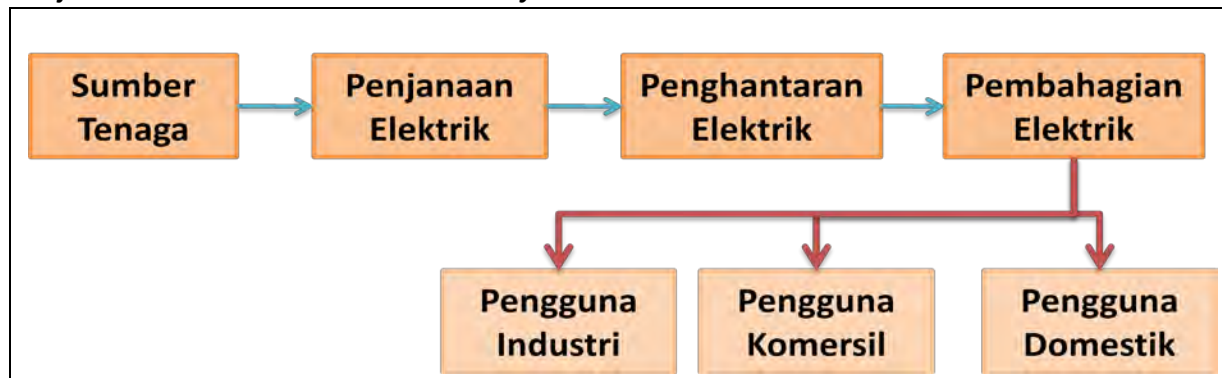 Sumber
Tenaga
Penjanaan
Elektrik
Penghantaran
Elektrik
Pembahagian
Elektrik
Pengguna
Industri
Pengguna
Komersil
Pengguna
Domestik